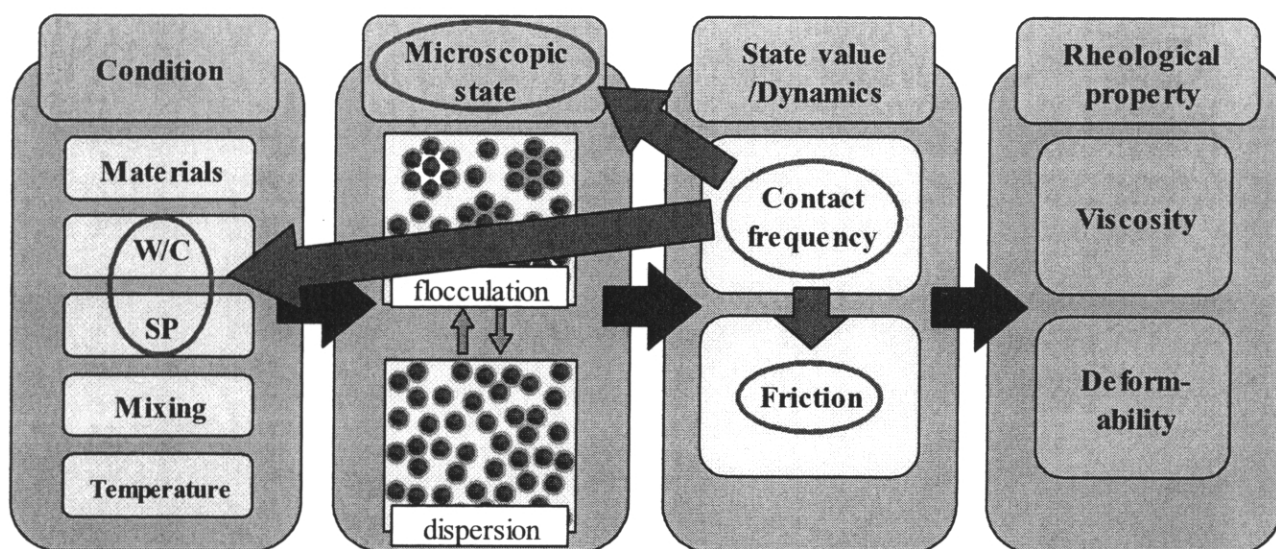 Condition
Materials
W/C
SP
Mixing
Temperature
Microscopic
state
flocculation
dispersion
State value
/Dynamics
Contact
frequency
Friction
Rheological
property
Viscosity
Deform-
ability